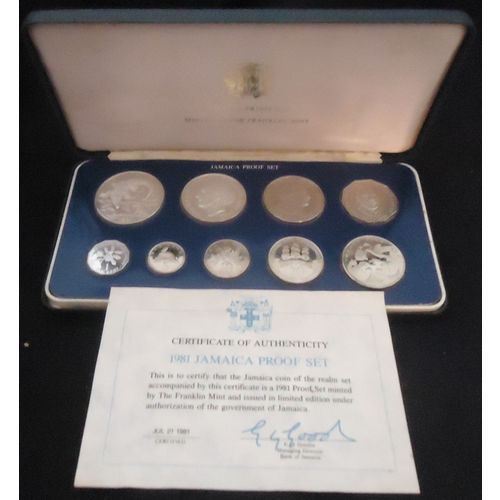 JAMAICA PROOF SET
CERTIFICATE OF AUTHENTICITY
1981 JAMAICA PROOF SET
This is to certify that the Jamaica coin of the realm set
accompanied by this certificate is a 1981 Proof Set minted
by The Franklin Mint and issued in limited edition under
authorization of the government of Jamaica.
JUL 21 1981
CERTIFIED
Managing Director
Bank of Jamaica